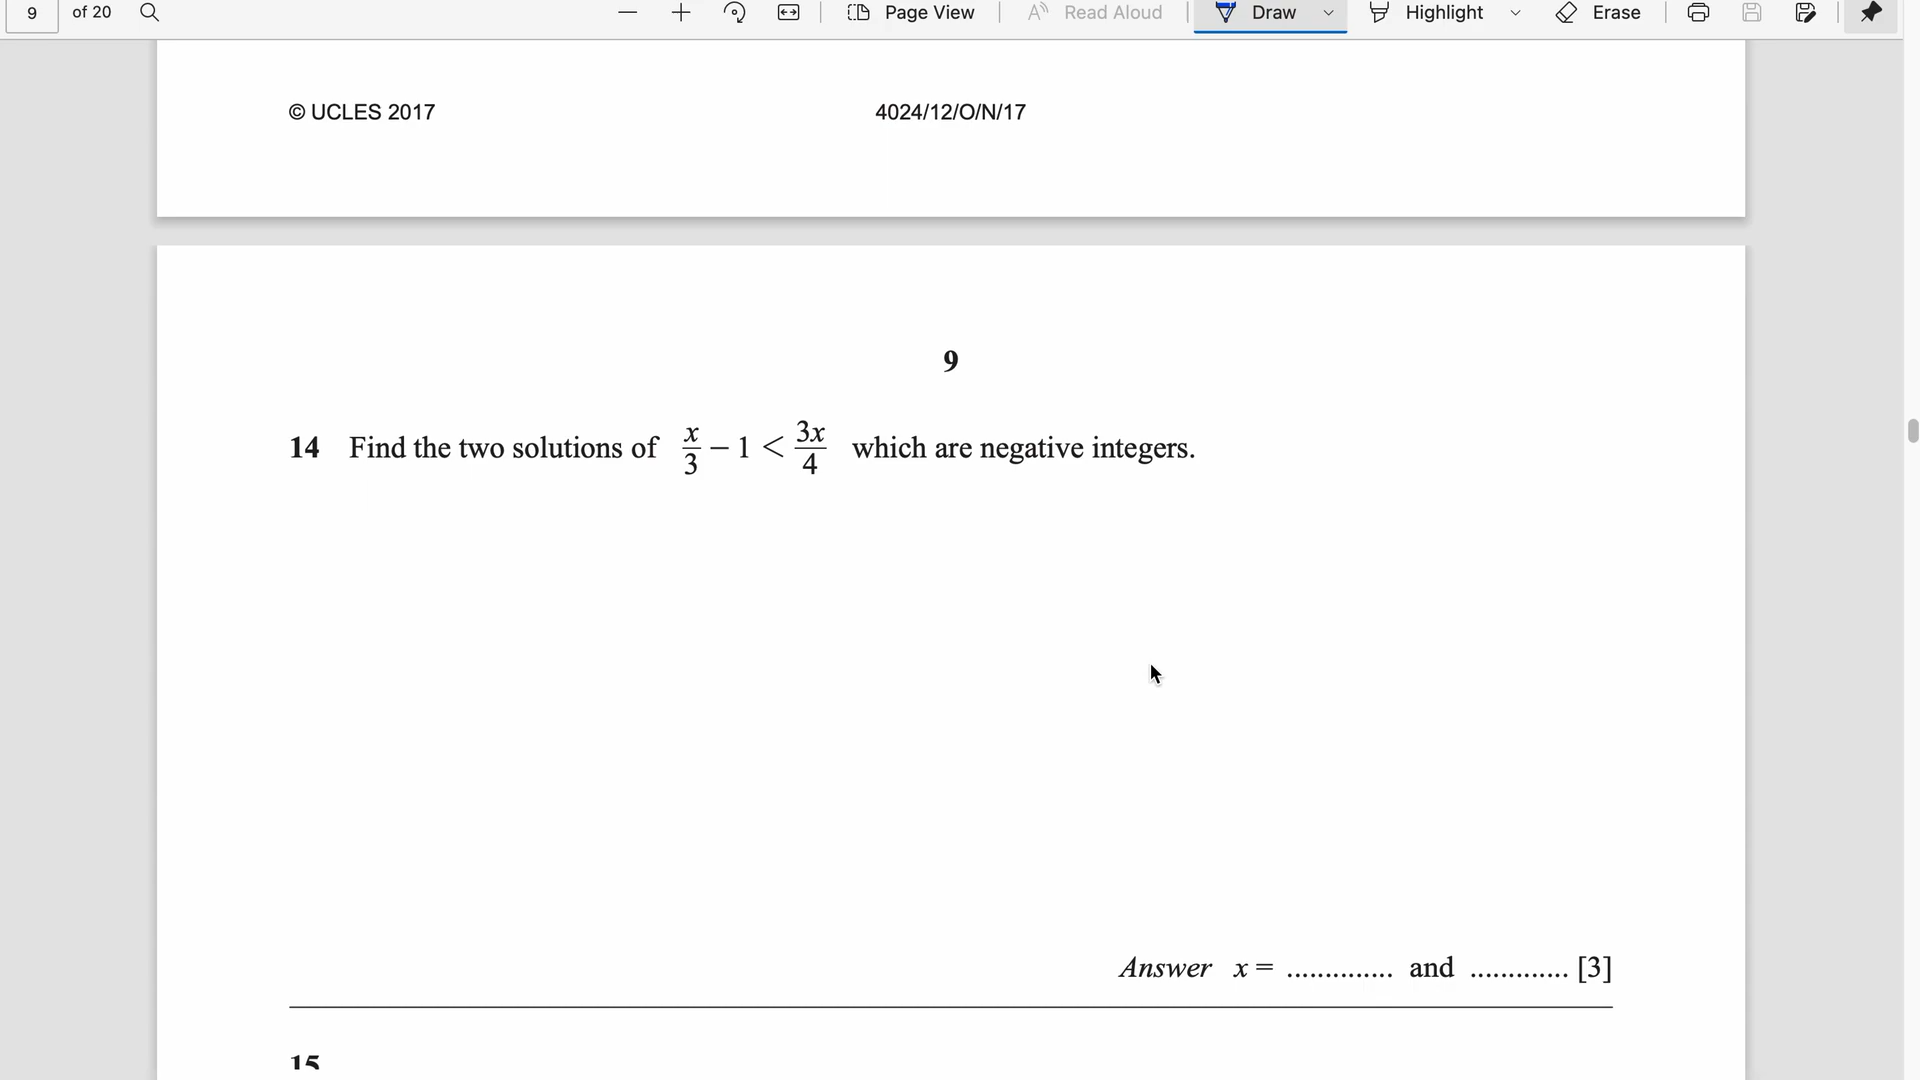 9 of 20 Page View Read Aloud Draw Highlight Erase
© UCLES 2017 4024/12/O/N/17
9
14 Find the two solutions of x/3 − 1 < 3x/4 which are negative integers.
Answer x = .............. and ............. [3]
15